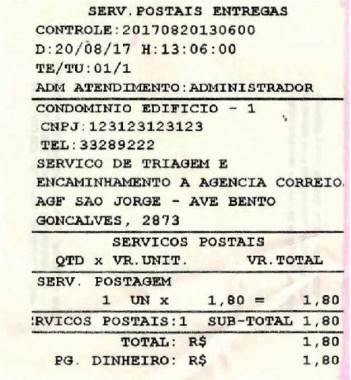 SERV. POSTAIS ENTREGAS
CONTROLE:20170820130600
D:20/08/17 H:13:06:00
TE/TU:01/1
ADM ATENDIMENTO:ADMINISTRADOR
CONDOMINIO EDIFICIO - 1
CNPJ:123123123123
TEL:33289222
SERVICO DE TRIAGEM E
ENCAMINHAMENTO A AGENCIA CORREIO
AGF SAO JORGE - AVE BENTO
GONCALVES, 2873
SERVICOS POSTAIS
QTD x VR.UNIT. VR.TOTAL
SERV. POSTAGEM
1 UN x 1,80 = 1,80
RVICOS POSTAIS:1 SUB-TOTAL 1,80
TOTAL: R$ 1,80
PG. DINHEIRO: R$ 1,80